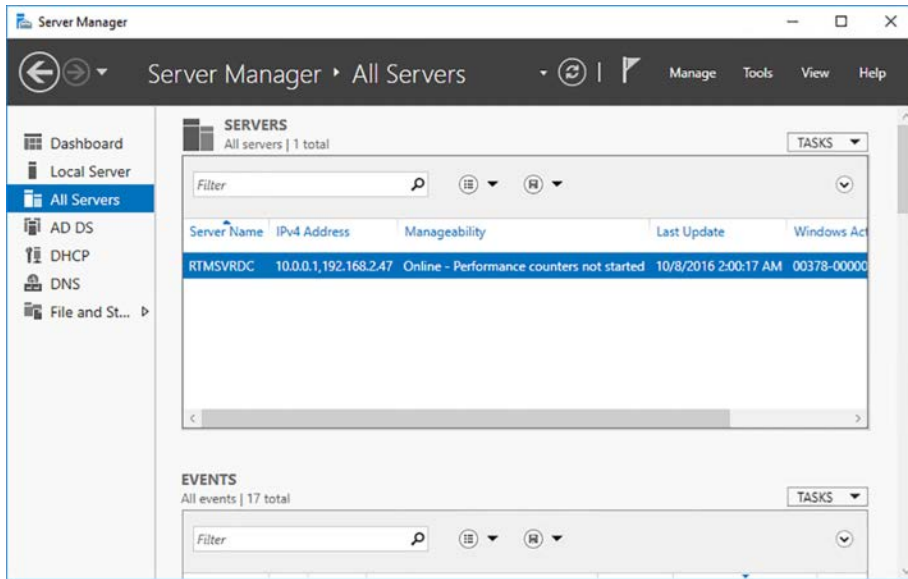 Server Manager
Server Manager ‣ All Servers
Manage Tools View Help
Dashboard
Local Server
All Servers
AD DS
DHCP
DNS
File and St...
SERVERS
All servers | 1 total
TASKS
Filter
Server Name IPv4 Address Manageability Last Update Windows Act
RTMSVRDC 10.0.0.1,192.168.2.47 Online - Performance counters not started 10/8/2016 2:00:17 AM 00378-00000
EVENTS
All events | 17 total
TASKS
Filter